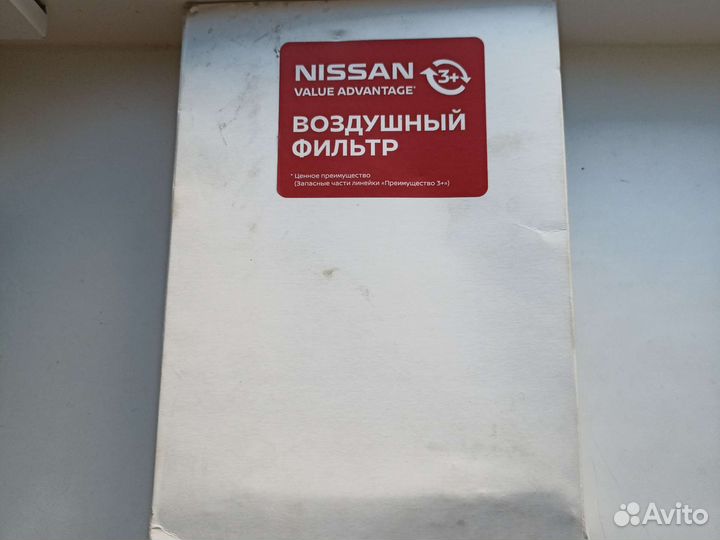 NISSAN 3+
VALUE ADVANTAGE*
ВОЗДУШНЫЙ
ФИЛЬТР
* Ценное преимущество
(Запасные части линейки «Преимущество 3+»)
Avito